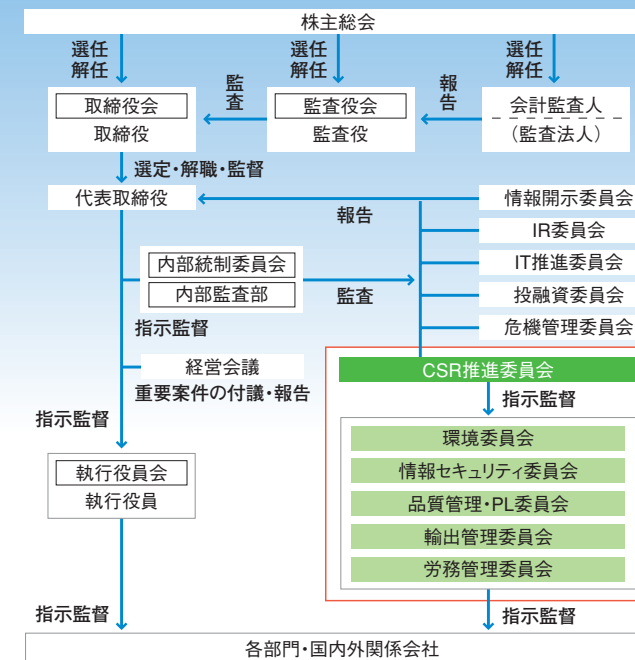 株主総会
選任
解任
選任
解任
選任
解任
取締役会
取締役
監査
監査役会
監査役
報告
会計監査人
(監査法人)
選定・解職・監督
代表取締役
報告
情報開示委員会
IR委員会
IT推進委員会
投融資委員会
危機管理委員会
内部統制委員会
内部監査部
監査
指示監督
経営会議
重要案件の付議・報告
CSR推進委員会
指示監督
指示監督
環境委員会
情報セキュリティ委員会
品質管理・PL委員会
輸出管理委員会
労務管理委員会
執行役員会
執行役員
指示監督
指示監督
各部門・国内外関係会社